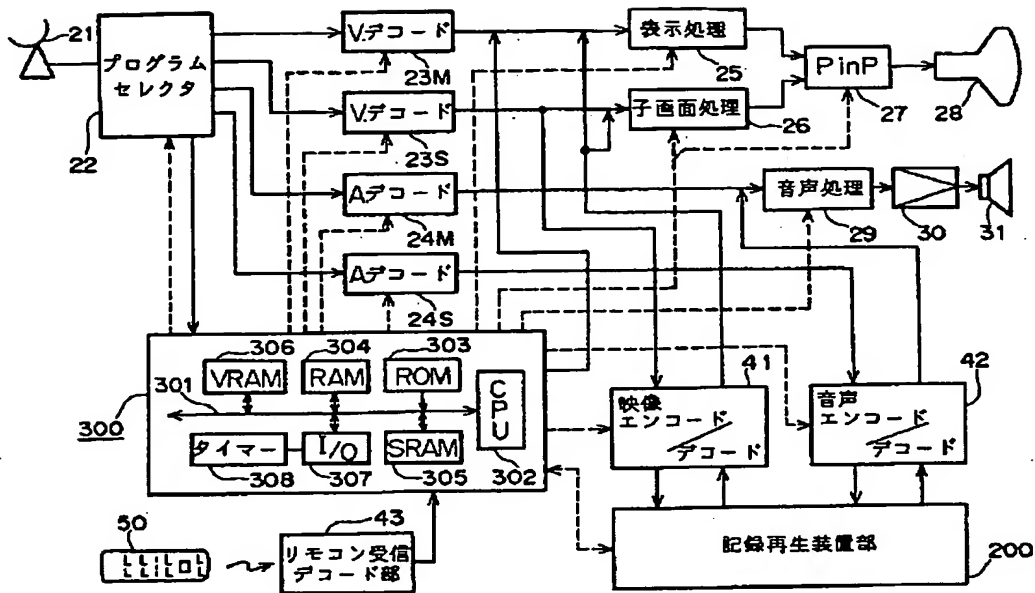 21
プログラム
セレクタ
22
V.デコード
23M
V.デコード
23S
A.デコード
24M
A.デコード
24S
表示処理
25
子画面処理
26
PinP
27
28
音声処理
29
30
31
300
301
306
VRAM
304
RAM
303
ROM
CPU
302
タイマー
308
I/O
307
SRAM
305
41
映像
エンコード
デコード
42
音声
エンコード
デコード
50
43
リモコン受信
デコード部
記録再生装置部
200